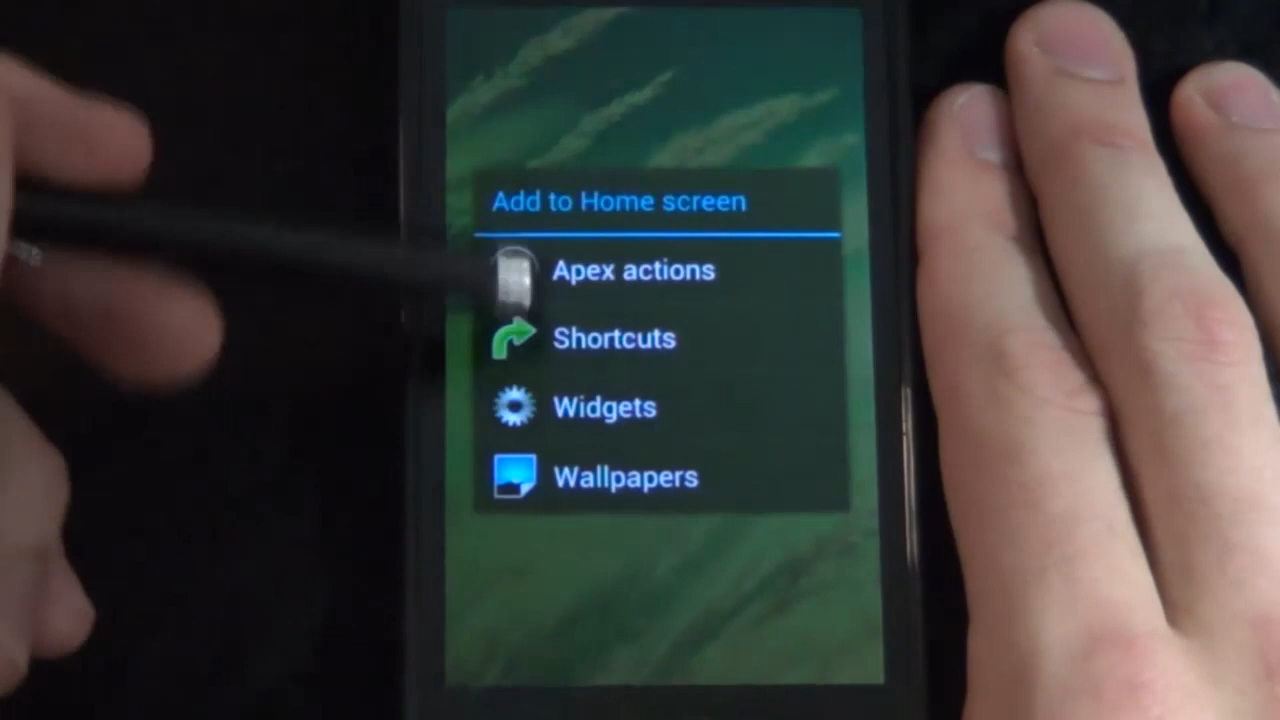 Add to Home screen
Apex actions
Shortcuts
Widgets
Wallpapers